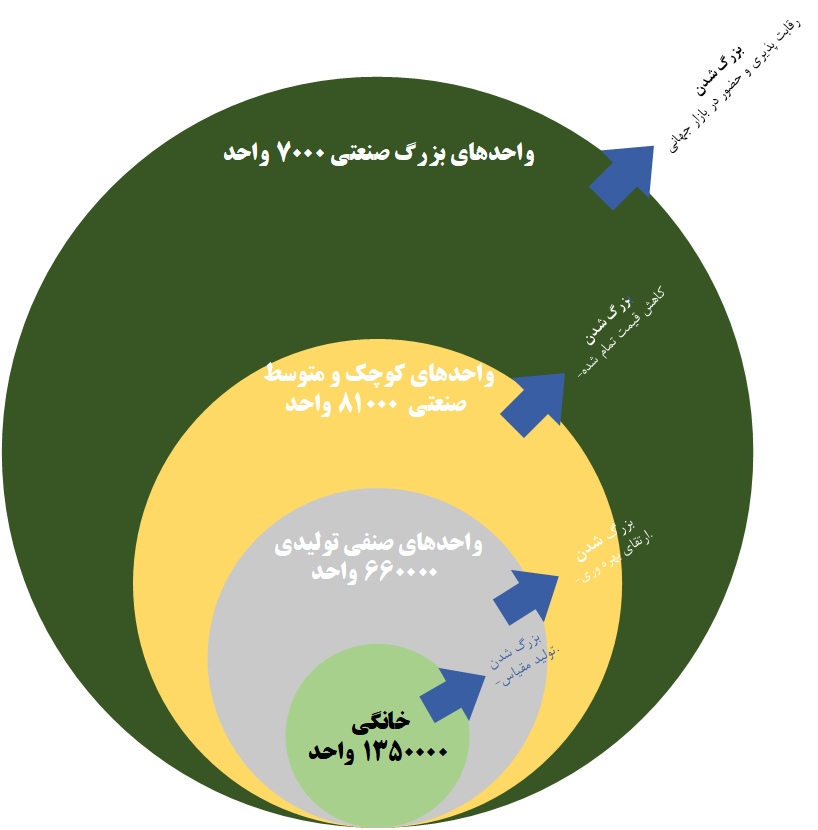 بزرگ شدن
رقابت پذیری و حضور در بازار جهانی
واحدهای بزرگ صنعتی ۷۰۰۰ واحد
بزرگ شدن
کاهش قیمت تمام شده-
واحدهای کوچک و متوسط
صنعتی ۸۱۰۰۰ واحد
بزرگ شدن
-ارتقای بهره وری.
واحدهای صنفی تولیدی
۶۶۰۰۰۰ واحد
بزرگ شدن
-تولید مقیاس.
خانگی
۱۳۵۰۰۰۰ واحد